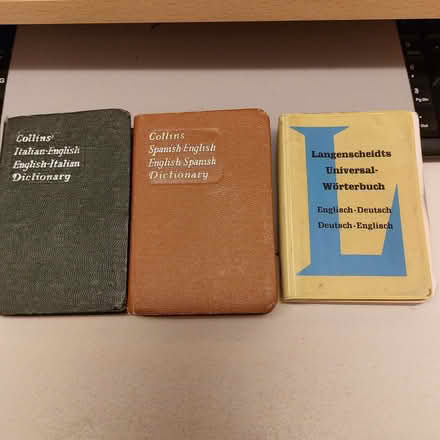 Collins'
Italian-English
English-Italian
Dictionary
Collins
Spanish-English
English-Spanish
Dictionary
Langenscheidts
Universal-
Wörterbuch
Englisch-Deutsch
Deutsch-Englisch